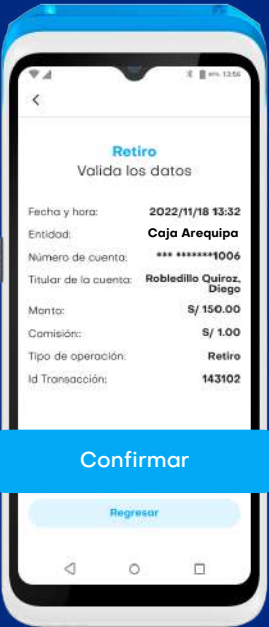 13:56
Retiro
Valida los datos
Fecha y hora: 2022/11/18 13:32
Entidad: Caja Arequipa
Número de cuenta: *** *******1006
Titular de la cuenta: Robledillo Quiroz,
Diego
Monto: S/ 150.00
Comisión: S/ 1.00
Tipo de operación: Retiro
Id Transacción: 143102
Confirmar
Regresar